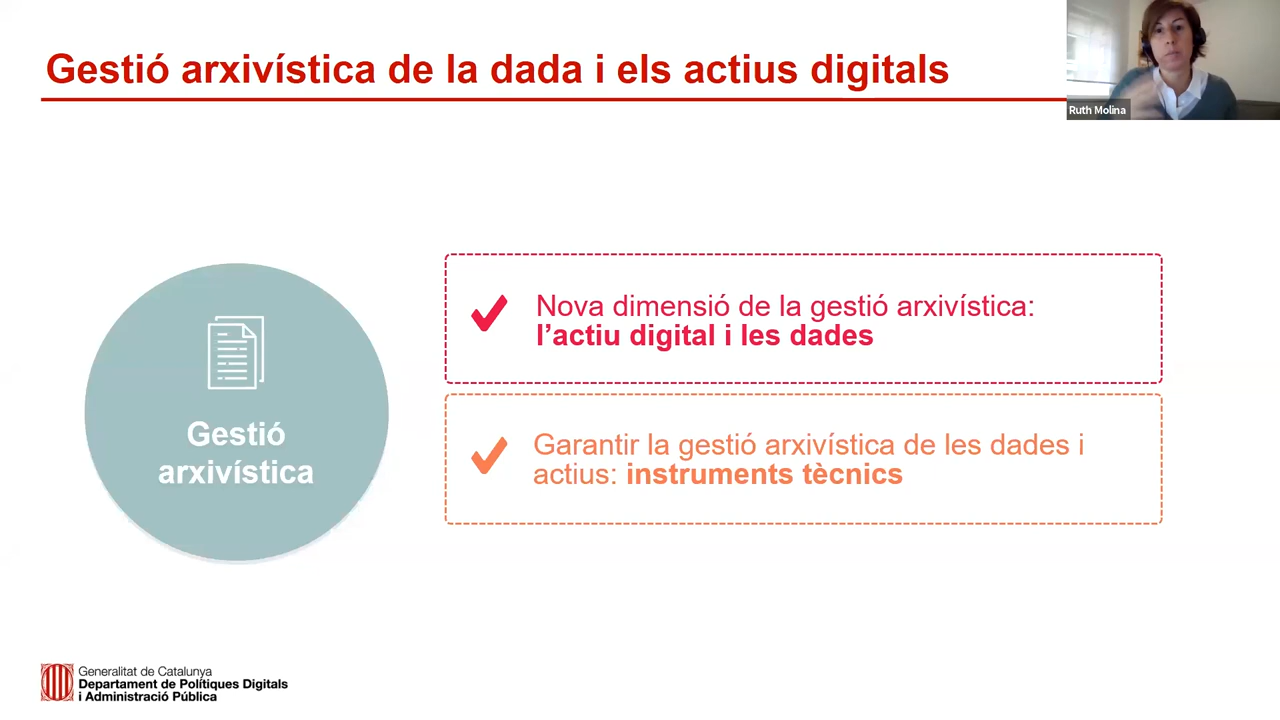 Gestió arxivística de la dada i els actius digitals
Ruth Molina
Gestió
arxivística
Nova dimensió de la gestió arxivística:
l’actiu digital i les dades
Garantir la gestió arxivística de les dades i
actius: instruments tècnics
Generalitat de Catalunya
Departament de Polítiques Digitals
i Administració Pública